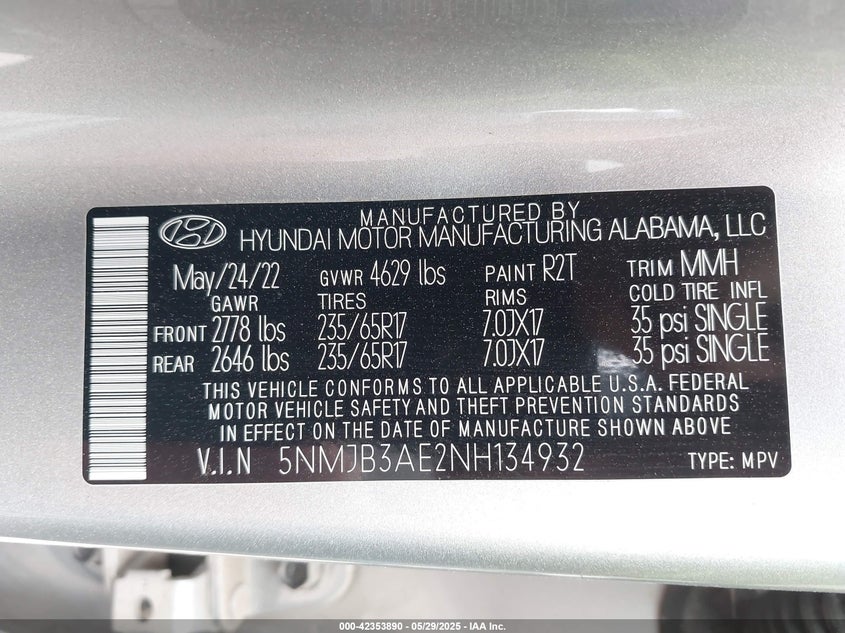 MANUFACTURED BY
HYUNDAI MOTOR MANUFACTURING ALABAMA, LLC
May/24/22 GVWR 4629 lbs PAINT R2T TRIM MMH
GAWR TIRES RIMS COLD TIRE INFL
FRONT 2778 lbs 235/65R17 7.0JX17 35 psi SINGLE
REAR 2646 lbs 235/65R17 7.0JX17 35 psi SINGLE
THIS VEHICLE CONFORMS TO ALL APPLICABLE U.S.A. FEDERAL
MOTOR VEHICLE SAFETY AND THEFT PREVENTION STANDARDS
IN EFFECT ON THE DATE OF MANUFACTURE SHOWN ABOVE
V.I.N 5NMJB3AE2NH134932 TYPE: MPV
000-42353890 - 05/29/2025 - IAA Inc.